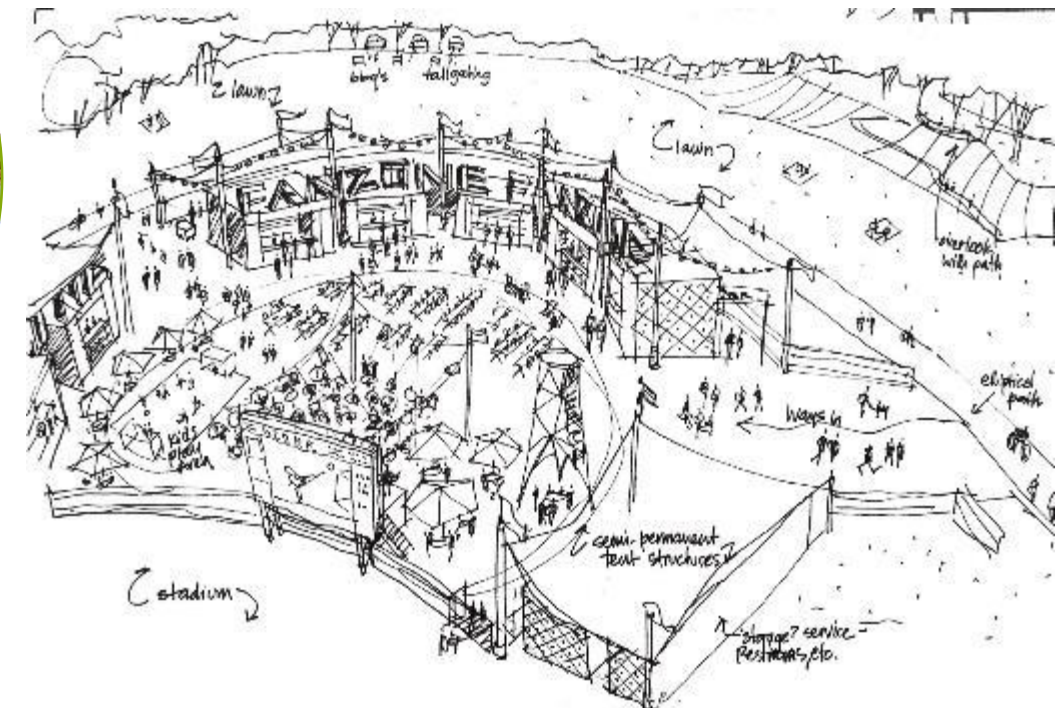 bbq's
tailgating
lawn
lawn
FANZONE
overlook
with path
kids
play
area
eliptical
path
ways in
semi-permanent
tent structures
stadium
"storage" service
Restrooms, etc.